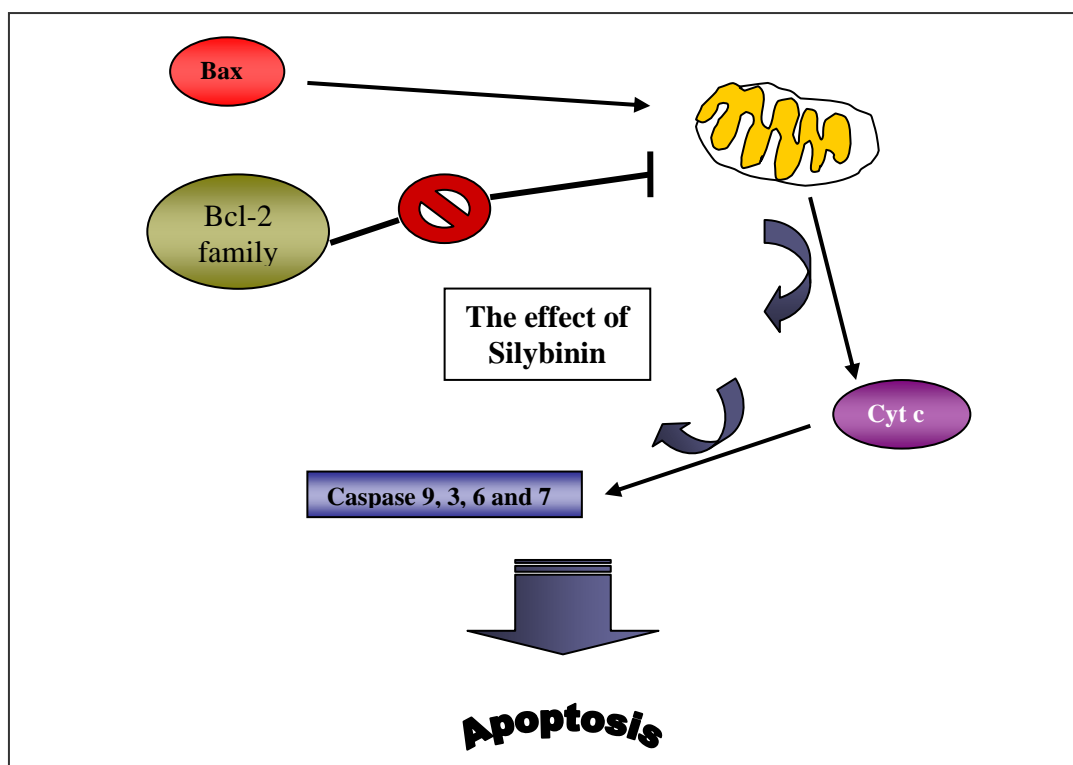 Bax
Bcl-2
family
The effect of
Silybinin
Cyt c
Caspase 9, 3, 6 and 7
Apoptosis